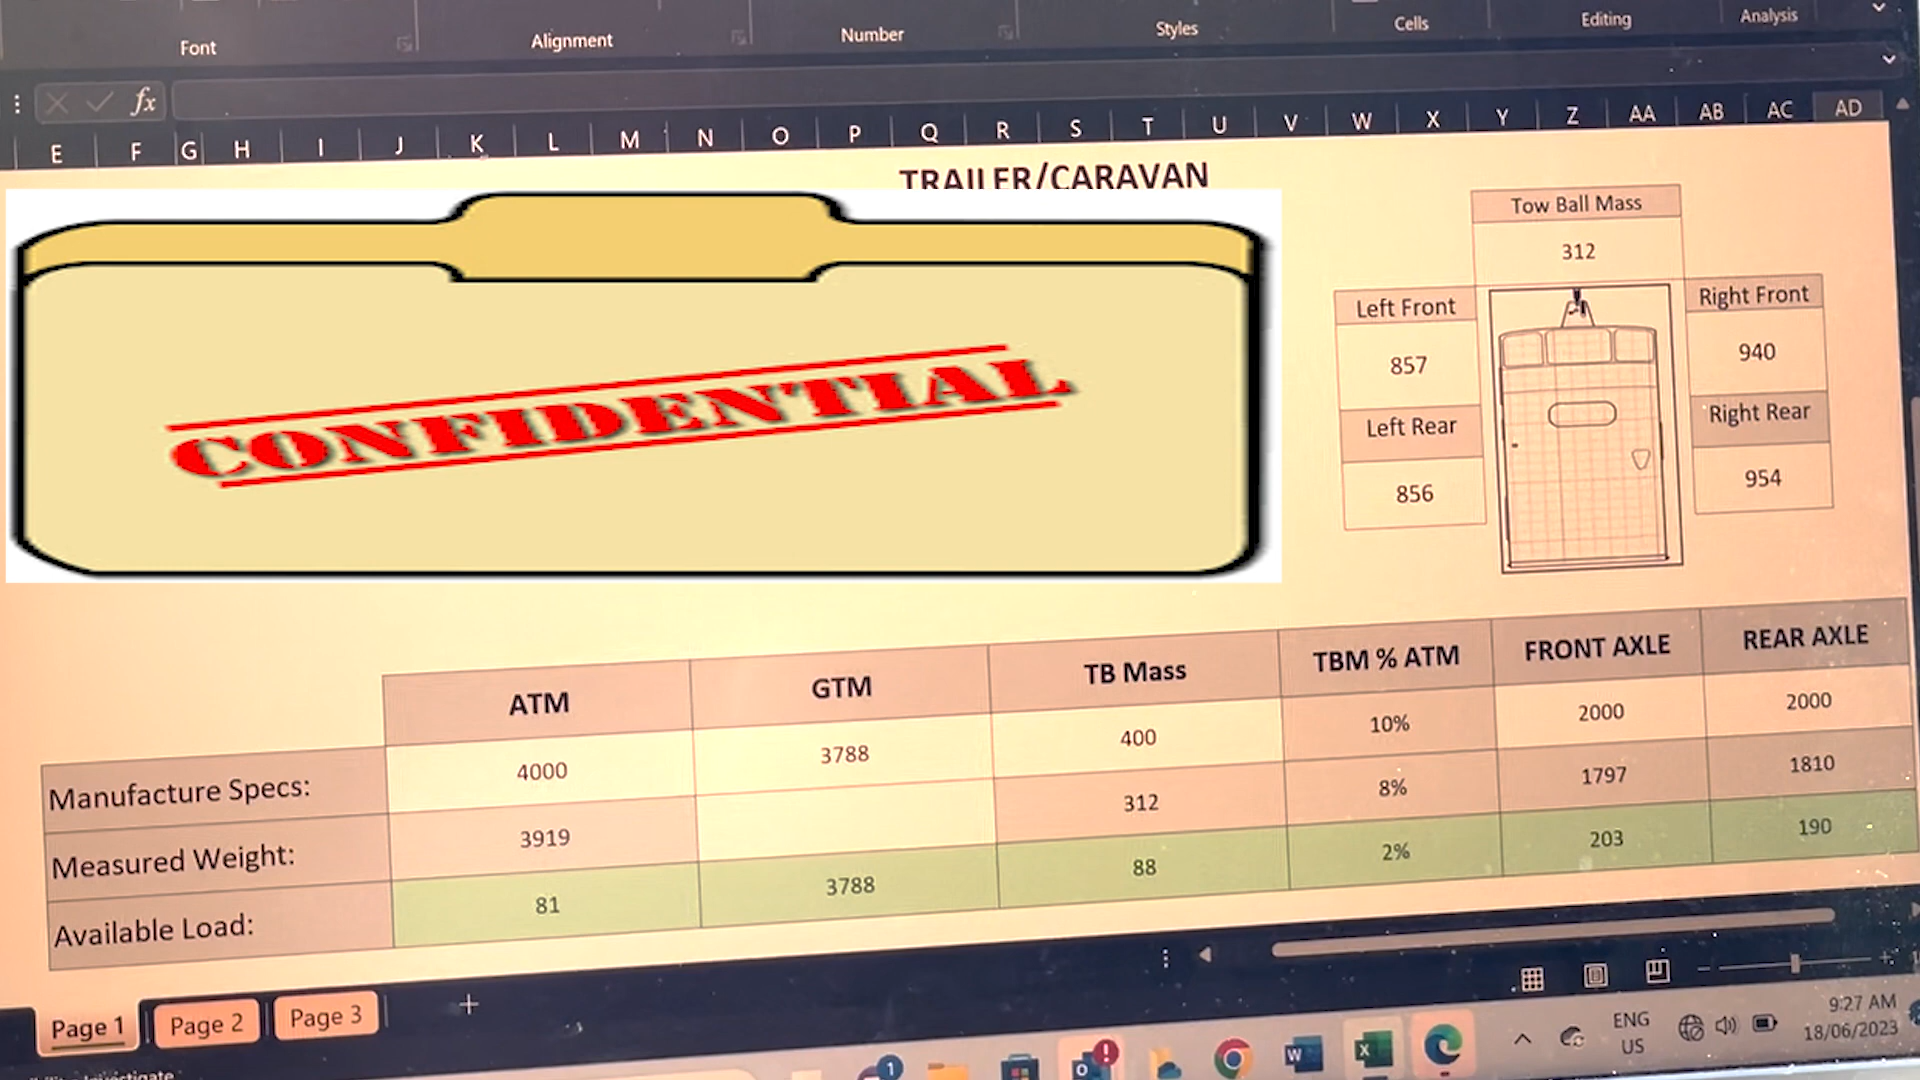 Font Alignment Number Styles Cells Editing Analysis
fx
E F G H I J K L M N O P Q R S T U V W X Y Z AA AB AC AD
TRAILER/CARAVAN
CONFIDENTIAL
Tow Ball Mass
312
Left Front Right Front
857 940
Left Rear Right Rear
856 954
ATM GTM TB Mass TBM % ATM FRONT AXLE REAR AXLE
Manufacture Specs: 4000 3788 400 10% 2000 2000
Measured Weight: 3919 312 8% 1797 1810
Available Load: 81 3788 88 2% 203 190
Page 1 Page 2 Page 3 +
ENG
US
9:27 AM
18/06/2023
1